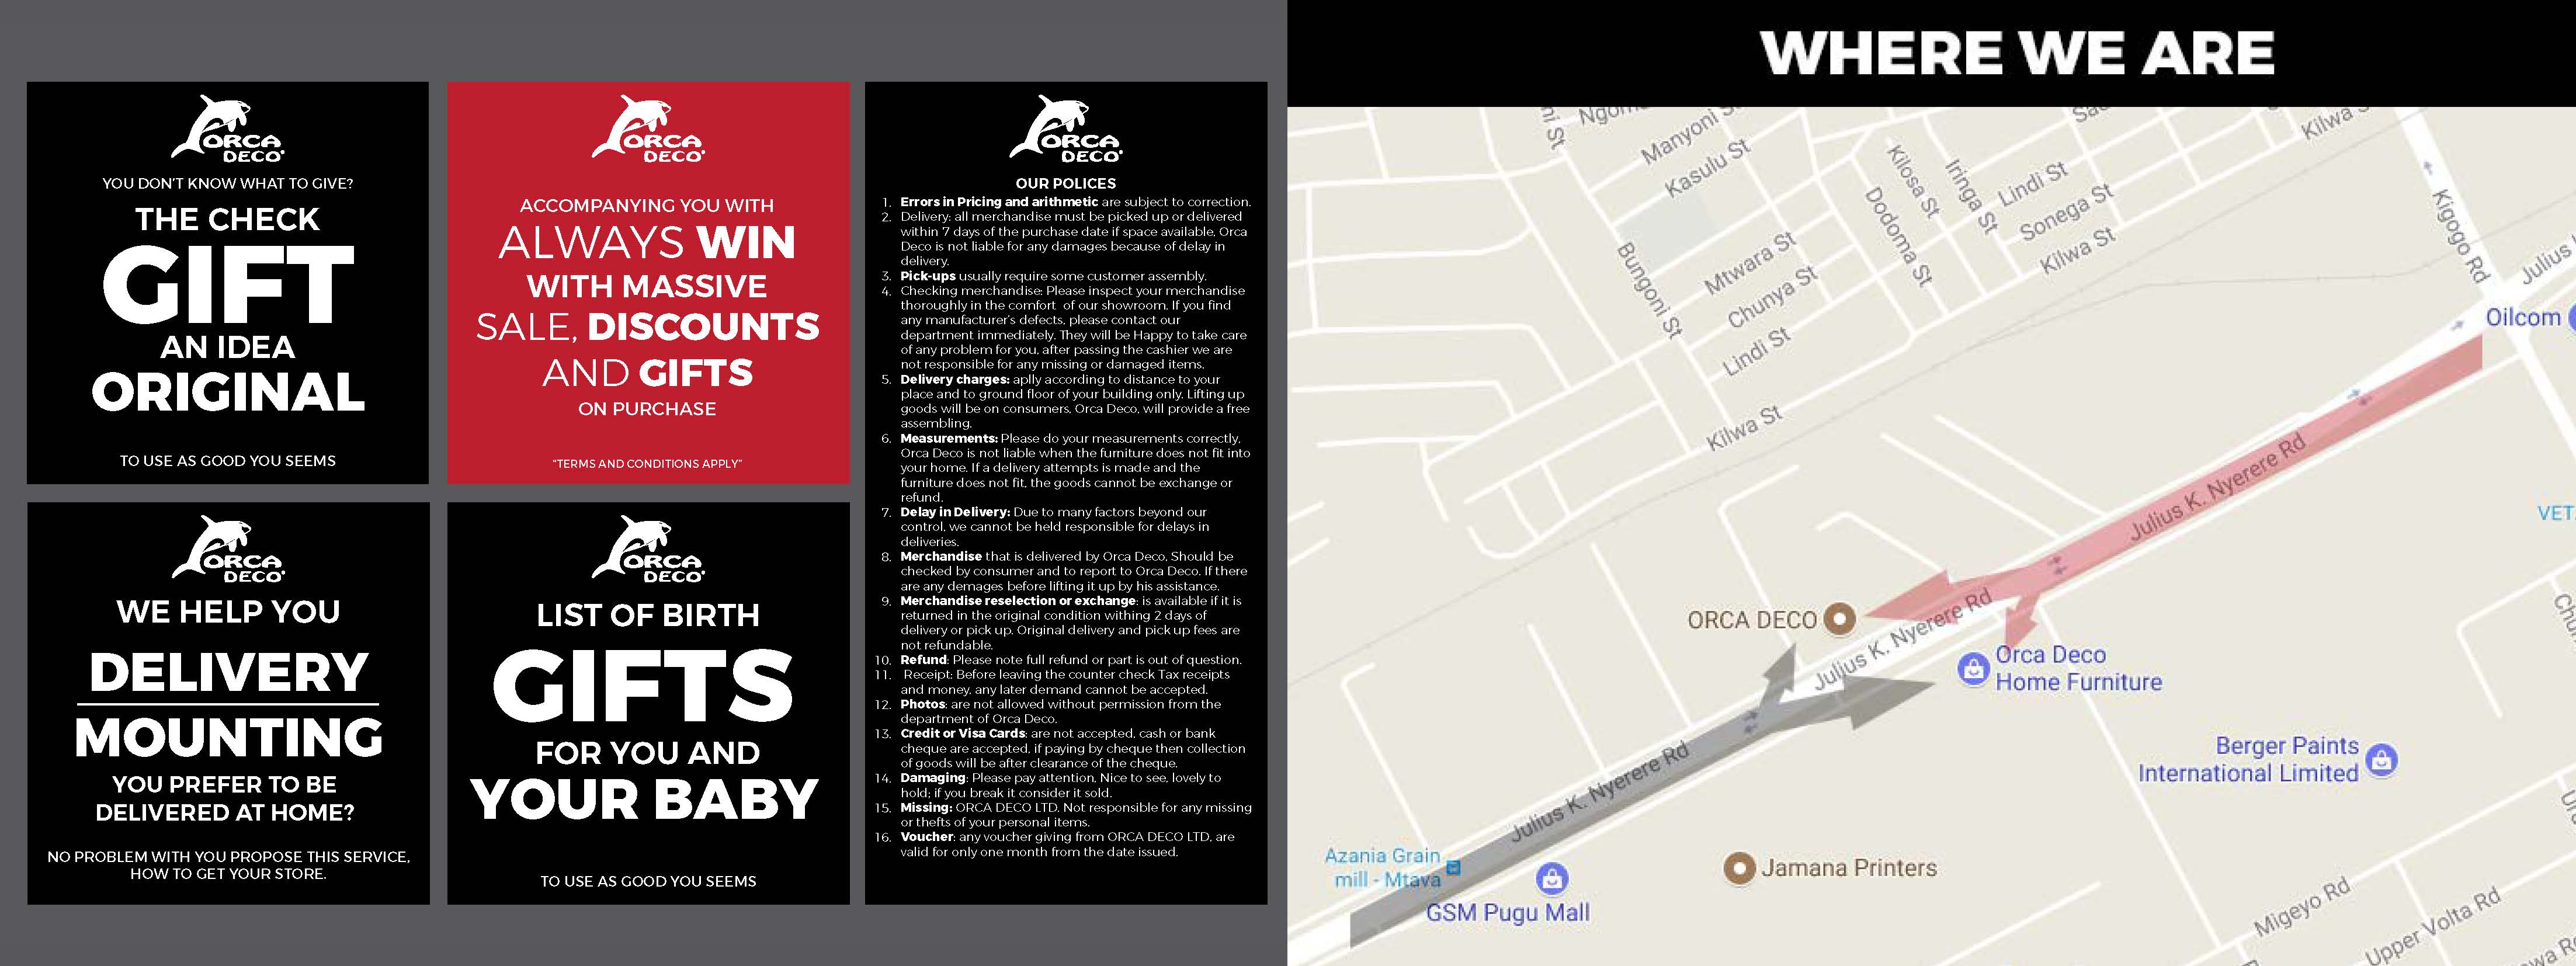 ORCA
DECO
YOU DON'T KNOW WHAT TO GIVE?
THE CHECK
GIFT
AN IDEA
ORIGINAL
TO USE AS GOOD YOU SEEMS
ORCA
DECO
ACCOMPANYING YOU WITH
ALWAYS WIN
WITH MASSIVE
SALE, DISCOUNTS
AND GIFTS
ON PURCHASE
"TERMS AND CONDITIONS APPLY"
ORCA
DECO
WE HELP YOU
DELIVERY
MOUNTING
YOU PREFER TO BE
DELIVERED AT HOME?
NO PROBLEM WITH YOU PROPOSE THIS SERVICE,
HOW TO GET YOUR STORE.
ORCA
DECO
LIST OF BIRTH
GIFTS
FOR YOU AND
YOUR BABY
TO USE AS GOOD YOU SEEMS
ORCA
DECO
OUR POLICES
1. Errors in Pricing and arithmetic are subject to correction.
2. Delivery: all merchandise must be picked up or delivered
within 7 days of the purchase date if space available, Orca
Deco is not liable for any damages because of delay in
delivery.
3. Pick-ups usually require some customer assembly.
4. Checking merchandise: Please inspect your merchandise
thoroughly in the comfort of our showroom. If you find
any manufacturer's defects, please contact our
department immediately. They will be Happy to take care
of any problem for you, after passing the cashier we are
not responsible for any missing or damaged items.
5. Delivery charges: aplly according to distance to your
place and to ground floor of your building only. Lifting up
goods will be on consumers, Orca Deco, will provide a free
assembling.
6. Measurements: Please do your measurements correctly,
Orca Deco is not liable when the furniture does not fit into
your home. If a delivery attempts is made and the
furniture does not fit, the goods cannot be exchange or
refund.
7. Delay in Delivery: Due to many factors beyond our
control, we cannot be held responsible for delays in
deliveries.
8. Merchandise that is delivered by Orca Deco, Should be
checked by consumer and to report to Orca Deco. If there
are any demages before lifting it up by his assistance.
9. Merchandise reselection or exchange: is available if it is
returned in the original condition withing 2 days of
delivery or pick up. Original delivery and pick up fees are
not refundable.
10. Refund: Please note full refund or part is out of question.
11. Receipt: Before leaving the counter check Tax receipts
and money, any later demand cannot be accepted.
12. Photos: are not allowed without permission from the
department of Orca Deco.
13. Credit or Visa Cards: are not accepted, cash or bank
cheque are accepted, if paying by cheque then collection
of goods will be after clearance of the cheque.
14. Damaging: Please pay attention, Nice to see, lovely to
hold; if you break it consider it sold.
15. Missing: ORCA DECO LTD. Not responsible for any missing
or thefts of your personal items.
16. Voucher: any voucher giving from ORCA DECO LTD, are
valid for only one month from the date issued.
WHERE WE ARE
Manyoni St
Kasulu St
Kilwa St
Kilosa St
Iringa St
Lindi St
Sonega St
Kilwa St
Dodoma St
Kigogo Rd
Julius
Bungoni St
Mtwara St
Chunya St
Lindi St
Kilwa St
Oilcom
Julius K. Nyerere Rd
VET
ORCA DECO
Julius K. Nyerere Rd
Orca Deco
Home Furniture
Julius K. Nyerere Rd
Berger Paints
International Limited
Azania Grain
mill - Mtava
GSM Pugu Mall
Jamana Printers
Migeyo Rd
Upper Volta Rd